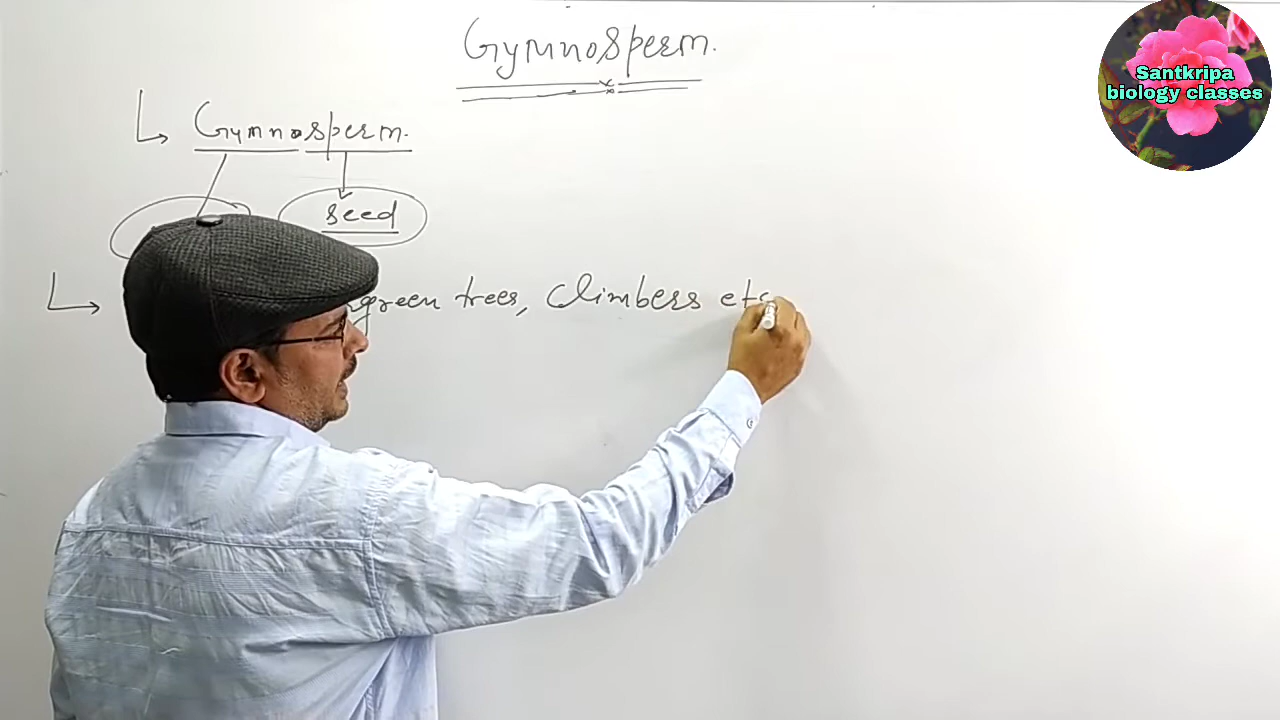 Gymnosperm.
Santkripa
biology classes
Gymnosperm.
seed
green trees, Climbers etc